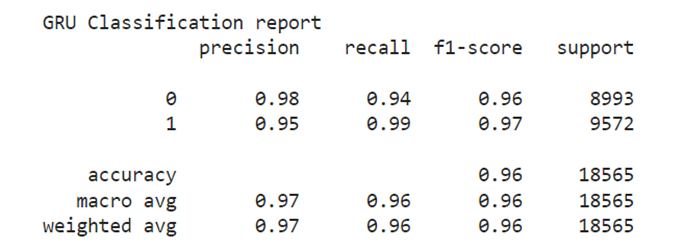 GRU Classification report
precision recall f1-score support
0 0.98 0.94 0.96 8993
1 0.95 0.99 0.97 9572
accuracy 0.96 18565
macro avg 0.97 0.96 0.96 18565
weighted avg 0.97 0.96 0.96 18565